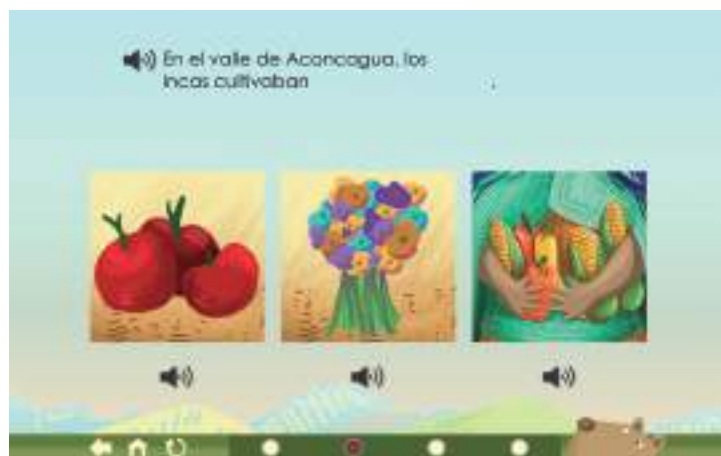 En el valle de Aconcagua, los
incas cultivaban .